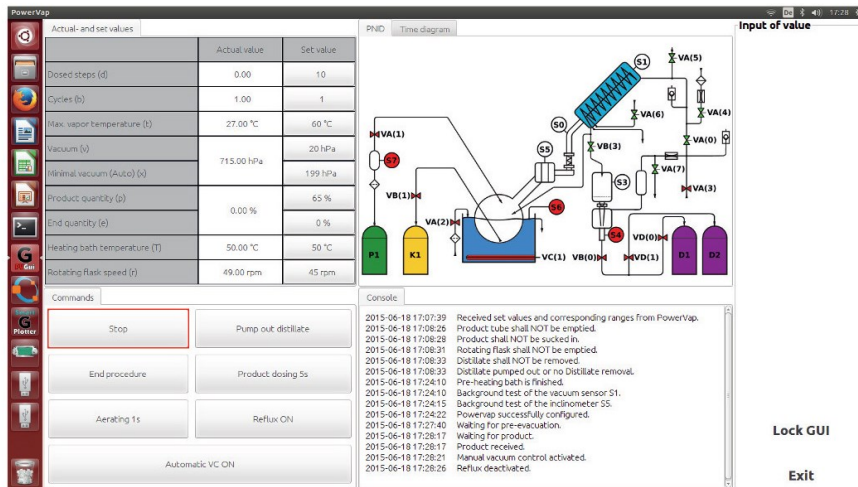 PowerVap
De
17:28
Actual- and set values
Actual value
Set value
Dosed steps (d)
0.00
10
Cycles (b)
1.00
1
Max. vapor temperature (t)
27.00 °C
60 °C
Vacuum (v)
715.00 hPa
20 hPa
Minimal vacuum (Auto) (x)
199 hPa
Product quantity (p)
0.00 %
65 %
End quantity (e)
0 %
Heating bath temperature (T)
50.00 °C
50 °C
Rotating flask speed (r)
49.00 rpm
45 rpm
Commands
Stop
Pump out distillate
End procedure
Product dosing 5s
Aerating 1s
Reflux ON
Automatic VC ON
PNID
Time diagram
S1
VA(5)
VA(6)
VA(4)
S0
VA(1)
VB(3)
VA(0)
S5
S7
S3
VA(7)
VA(3)
VB(1)
S6
VA(2)
S4
VD(0)
P1
K1
VC(1)
VB(0)
VD(1)
D1
D2
Console
2015-06-18 17:07:39 Received set values and corresponding ranges from PowerVap.
2015-06-18 17:08:26 Product tube shall NOT be emptied.
2015-06-18 17:08:28 Product shall NOT be sucked in.
2015-06-18 17:08:31 Rotating flask shall NOT be emptied.
2015-06-18 17:08:33 Distillate shall NOT be removed.
2015-06-18 17:08:33 Distillate pumped out or no Distillate removal.
2015-06-18 17:24:10 Pre-heating bath is finished.
2015-06-18 17:24:10 Background test of the vacuum sensor S1.
2015-06-18 17:24:15 Background test of the inclinometer S5.
2015-06-18 17:24:22 Powervap successfully configured.
2015-06-18 17:27:40 Waiting for pre-evacuation.
2015-06-18 17:28:17 Waiting for product.
2015-06-18 17:28:17 Product received.
2015-06-18 17:28:21 Manual vacuum control activated.
2015-06-18 17:28:26 Reflux deactivated.
Input of value
Lock GUI
Exit
G
Gui
G
Plotter